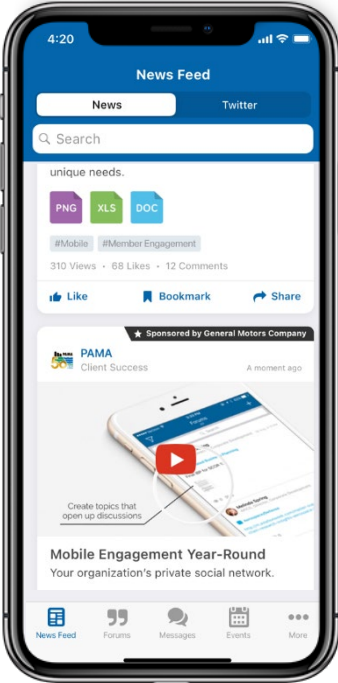 4:20
News Feed
News
Twitter
Search
unique needs.
PNG
XLS
DOC
#Mobile
#Member Engagement
310 Views • 68 Likes • 12 Comments
Like
Bookmark
Share
Sponsored by General Motors Company
PAMA
Client Success
A moment ago
Create topics that
open up discussions
Mobile Engagement Year-Round
Your organization's private social network.
News Feed
Forums
Messages
Events
More